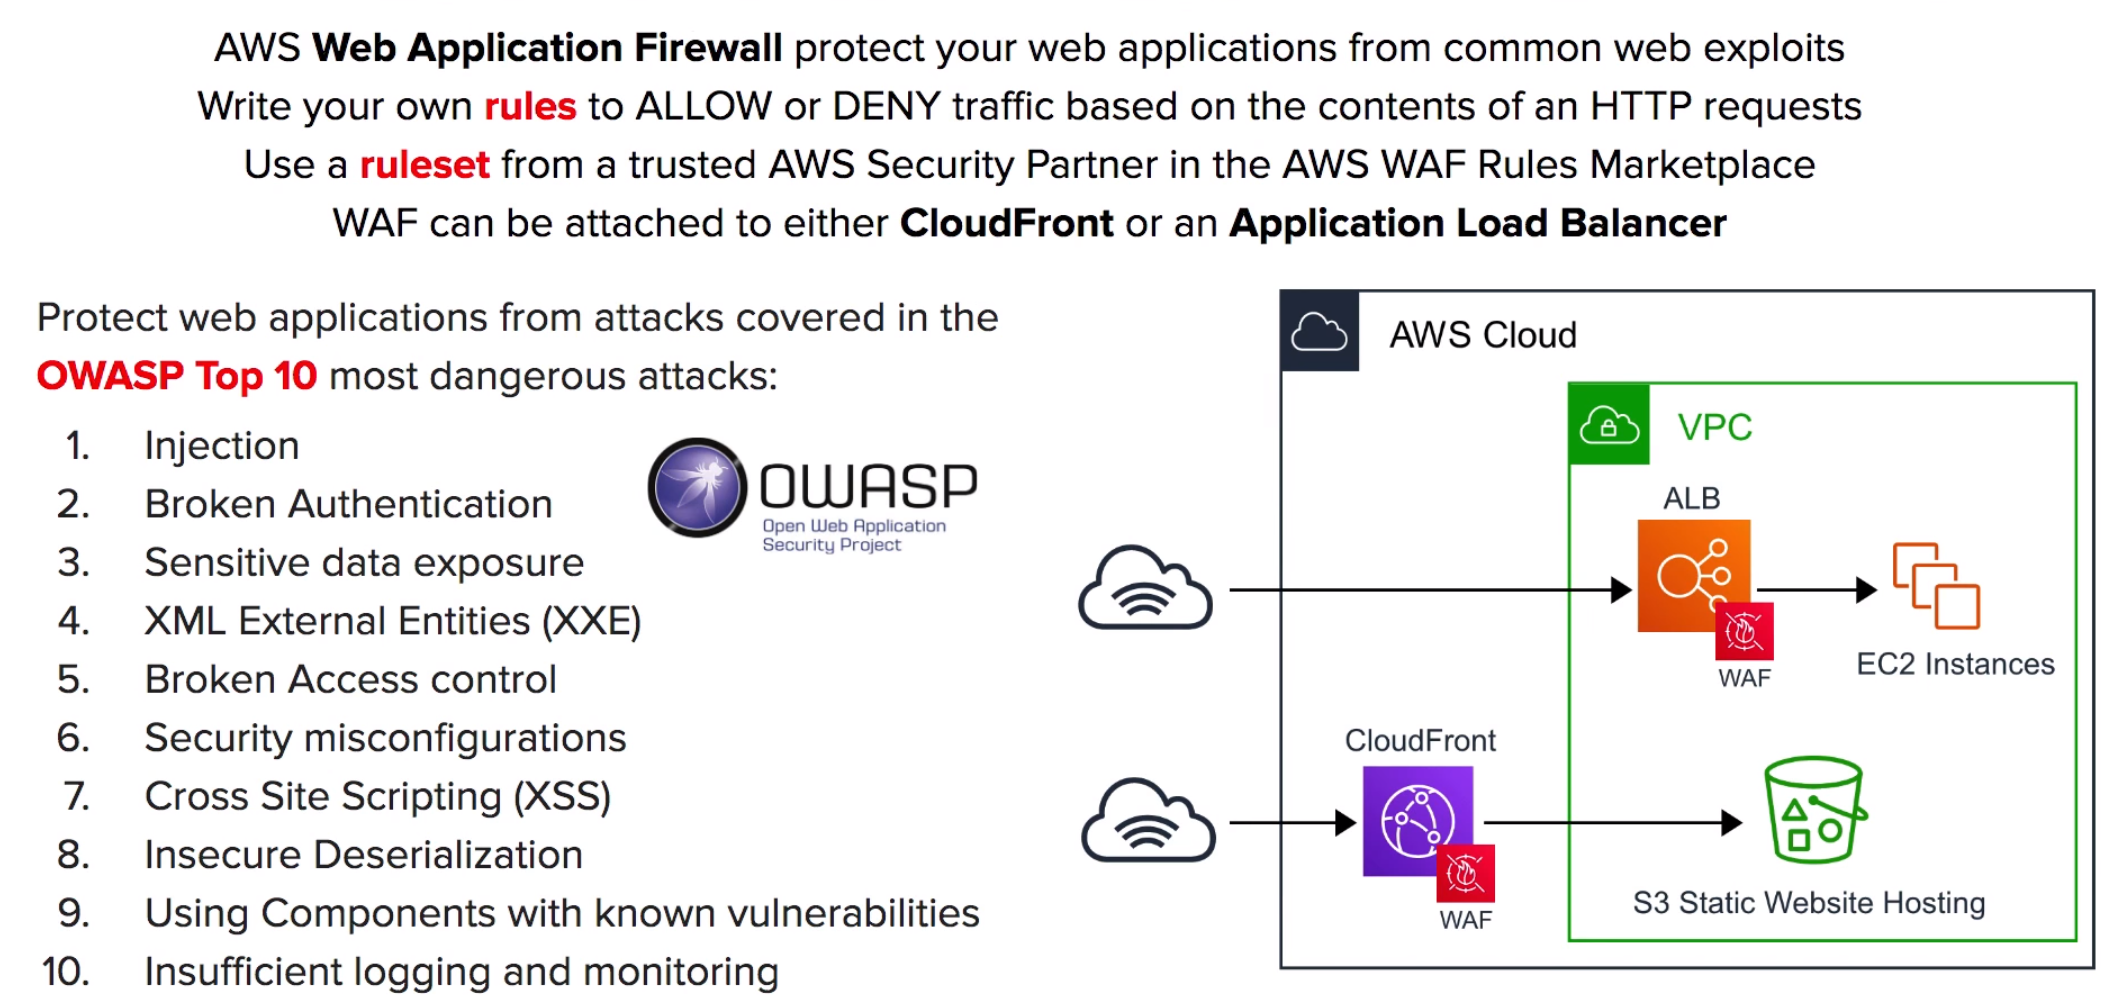 AWS Web Application Firewall protect your web applications from common web exploits
Write your own rules to ALLOW or DENY traffic based on the contents of an HTTP requests
Use a ruleset from a trusted AWS Security Partner in the AWS WAF Rules Marketplace
WAF can be attached to either CloudFront or an Application Load Balancer
Protect web applications from attacks covered in the
OWASP Top 10 most dangerous attacks:
1. Injection
2. Broken Authentication
3. Sensitive data exposure
4. XML External Entities (XXE)
5. Broken Access control
6. Security misconfigurations
7. Cross Site Scripting (XSS)
8. Insecure Deserialization
9. Using Components with known vulnerabilities
10. Insufficient logging and monitoring
OWASP
Open Web Application
Security Project
AWS Cloud
VPC
ALB
WAF
EC2 Instances
CloudFront
WAF
S3 Static Website Hosting